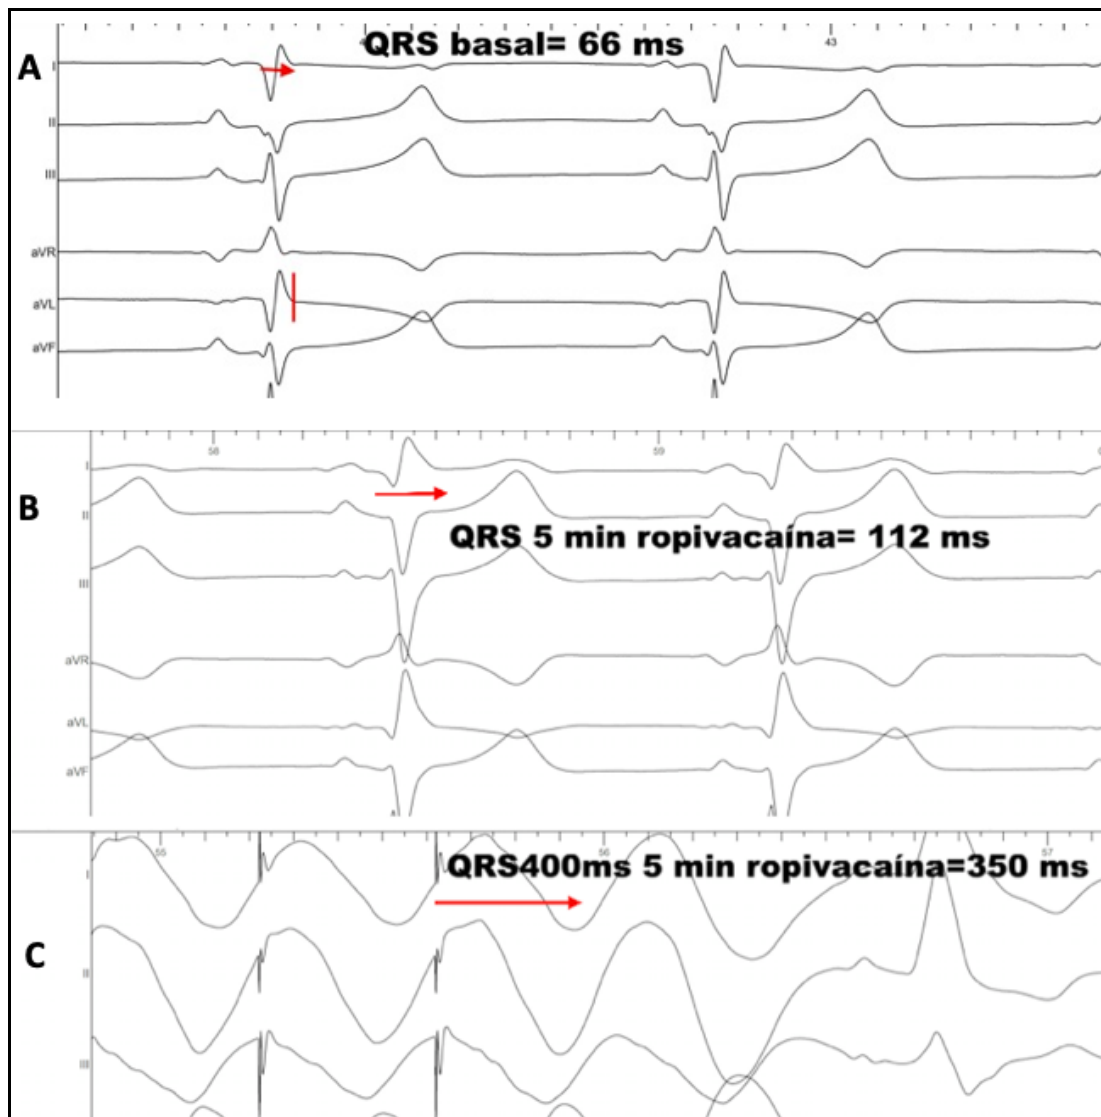 A
QRS basal= 66 ms
43
I
II
III
aVR
aVL
aVF
B
58
59
I
II
QRS 5 min ropivacaína= 112 ms
III
aVR
aVL
aVF
C
55
56
57
I
QRS400ms 5 min ropivacaína=350 ms
II
III